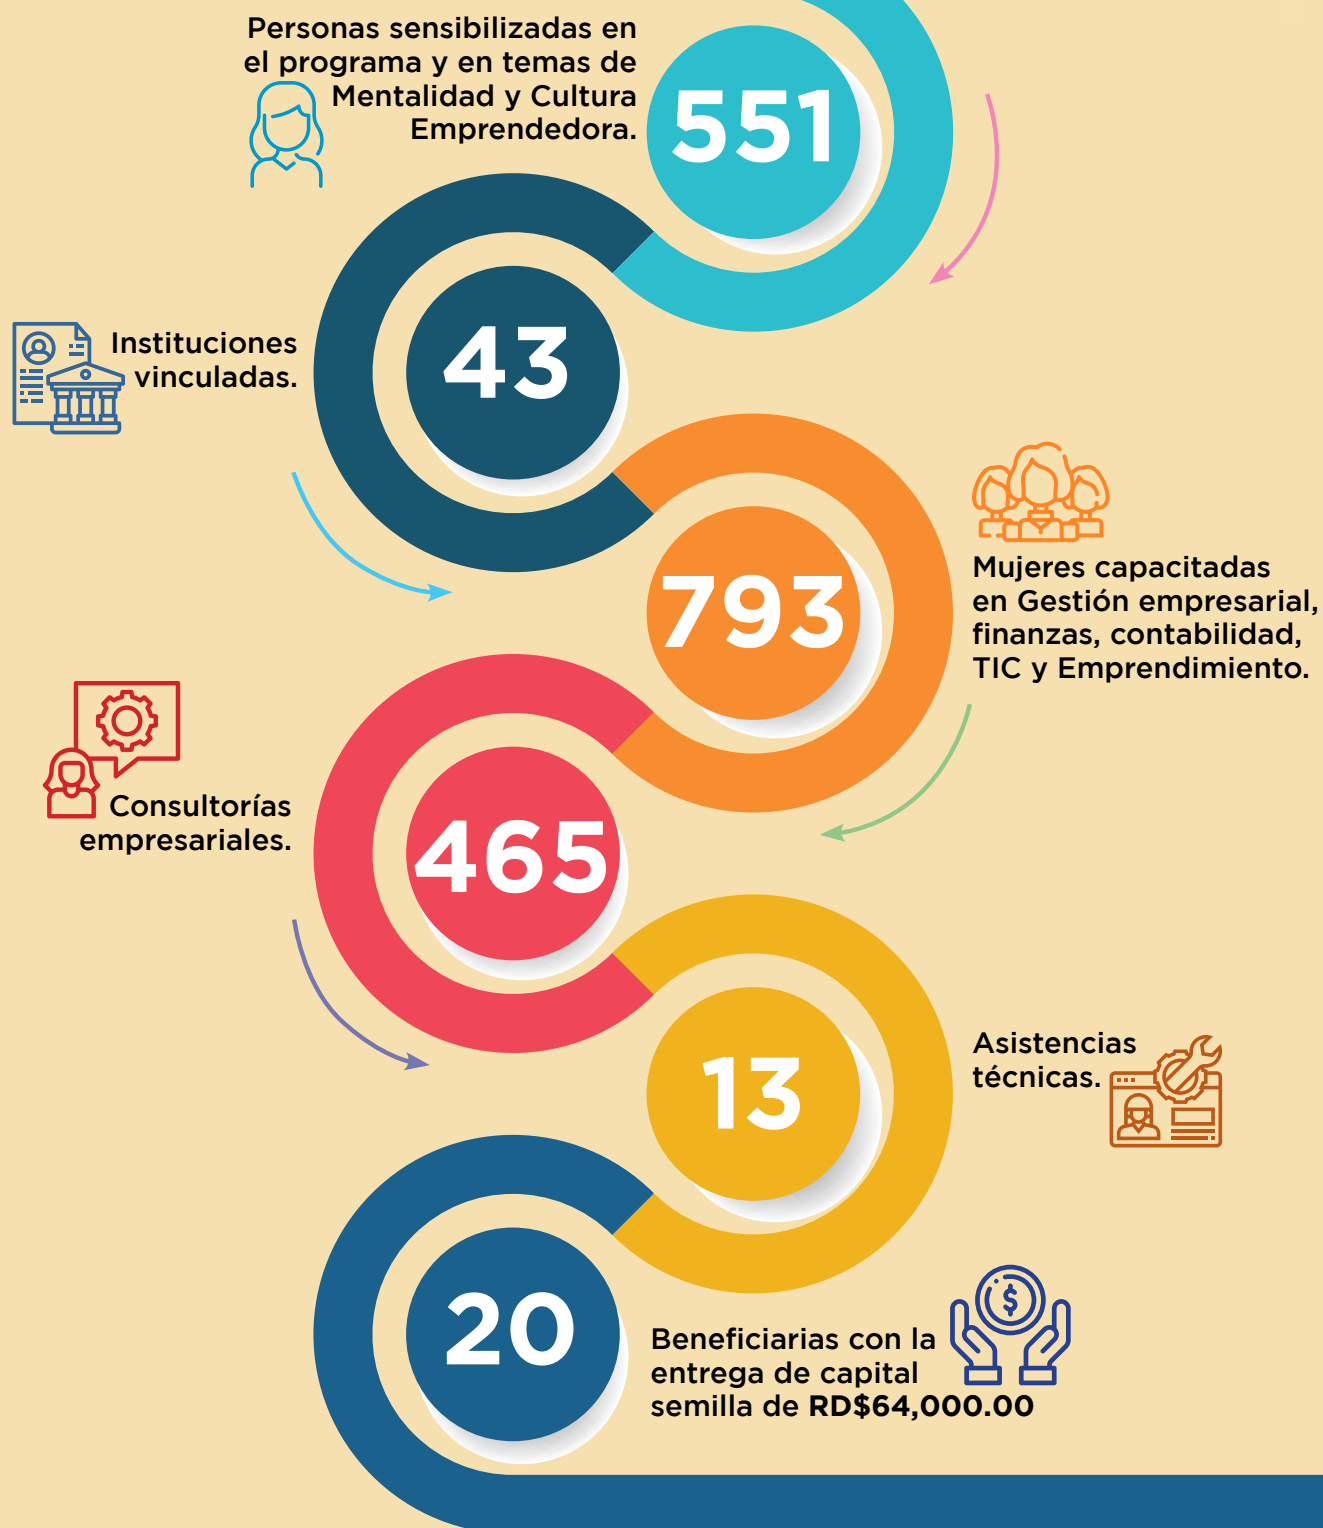 Personas sensibilizadas en
el programa y en temas de
Mentalidad y Cultura
Emprendedora.
551
Instituciones
vinculadas.
43
793
Mujeres capacitadas
en Gestión empresarial,
finanzas, contabilidad,
TIC y Emprendimiento.
Consultorías
empresariales.
465
13
Asistencias
técnicas.
20
$
Beneficiarias con la
entrega de capital
semilla de RD$64,000.00